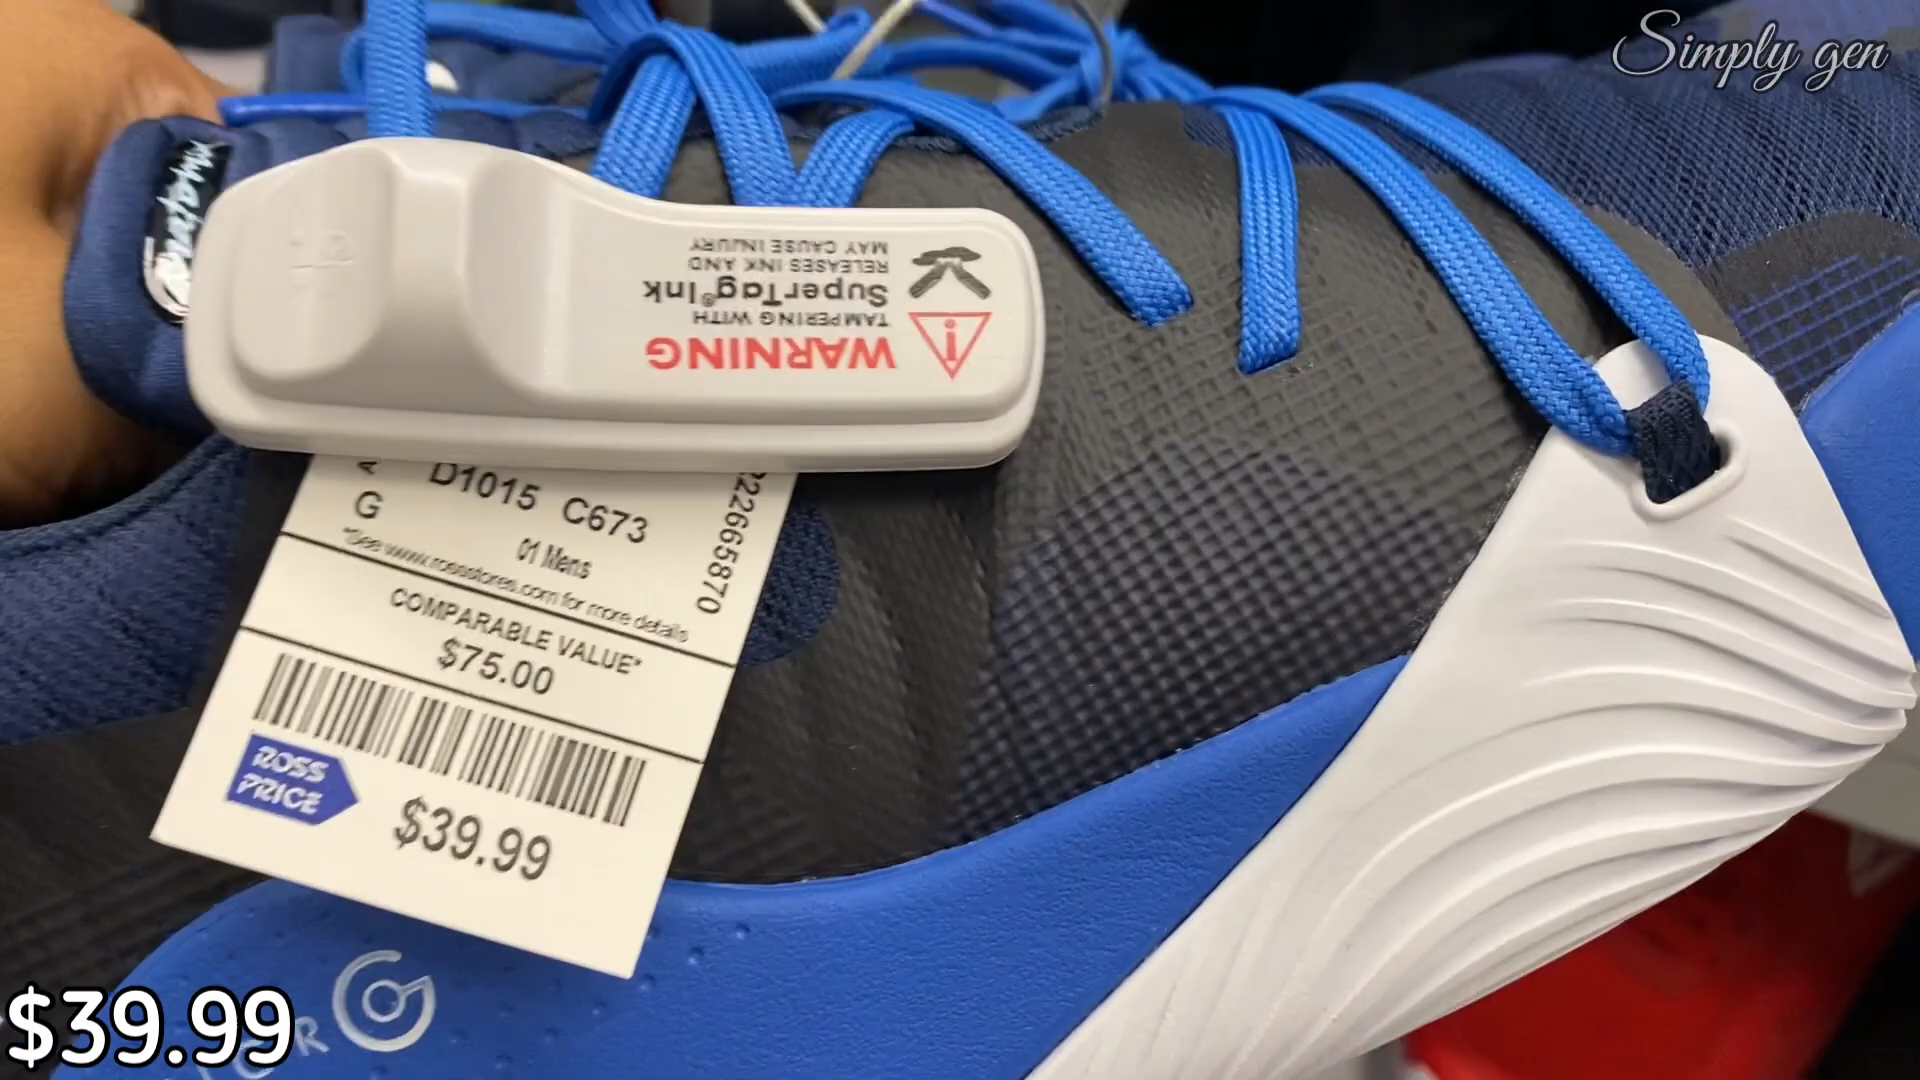 Simply gen
WARNING
TAMPERING WITH
SuperTag® Ink
RELEASES INK AND
MAY CAUSE INJURY
D1015 C673
G
01 Mens
*See www.rossstores.com for more details
22665870
COMPARABLE VALUE*
$75.00
ROSS
PRICE
$39.99
$39.99